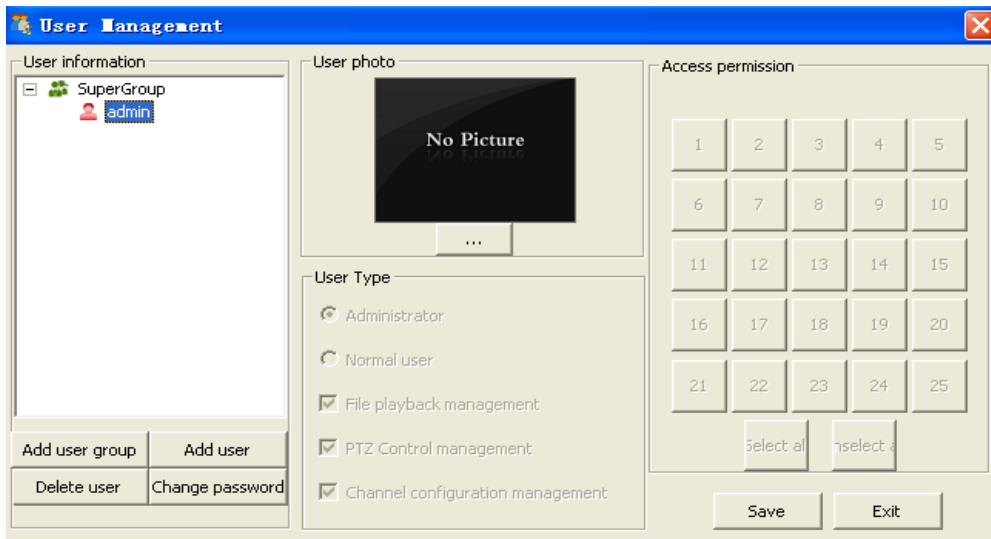 User Management
User information
SuperGroup
admin
Add user group
Add user
Delete user
Change password
User photo
No Picture
...
User Type
Administrator
Normal user
File playback management
PTZ Control management
Channel configuration management
Access permission
1 2 3 4 5
6 7 8 9 10
11 12 13 14 15
16 17 18 19 20
21 22 23 24 25
Select al
nselect a
Save
Exit